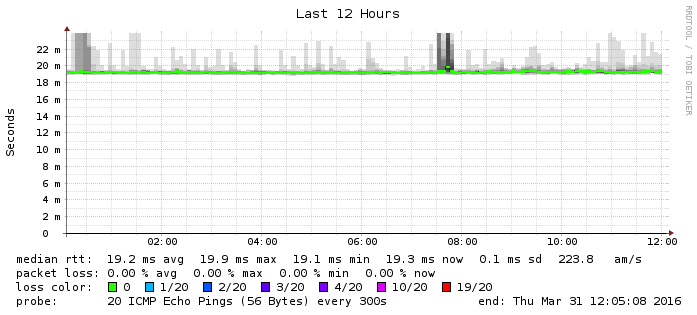 Last 12 Hours
RRDTOOL / TOBI OETIKER
Seconds
22 m
20 m
18 m
16 m
14 m
12 m
10 m
8 m
6 m
4 m
2 m
0
02:00 04:00 06:00 08:00 10:00 12:00
median rtt: 19.2 ms avg 19.9 ms max 19.1 ms min 19.3 ms now 0.1 ms sd 223.8 am/s
packet loss: 0.00 % avg 0.00 % max 0.00 % min 0.00 % now
loss color: 0 1/20 2/20 3/20 4/20 10/20 19/20
probe: 20 ICMP Echo Pings (56 Bytes) every 300s end: Thu Mar 31 12:05:08 2016